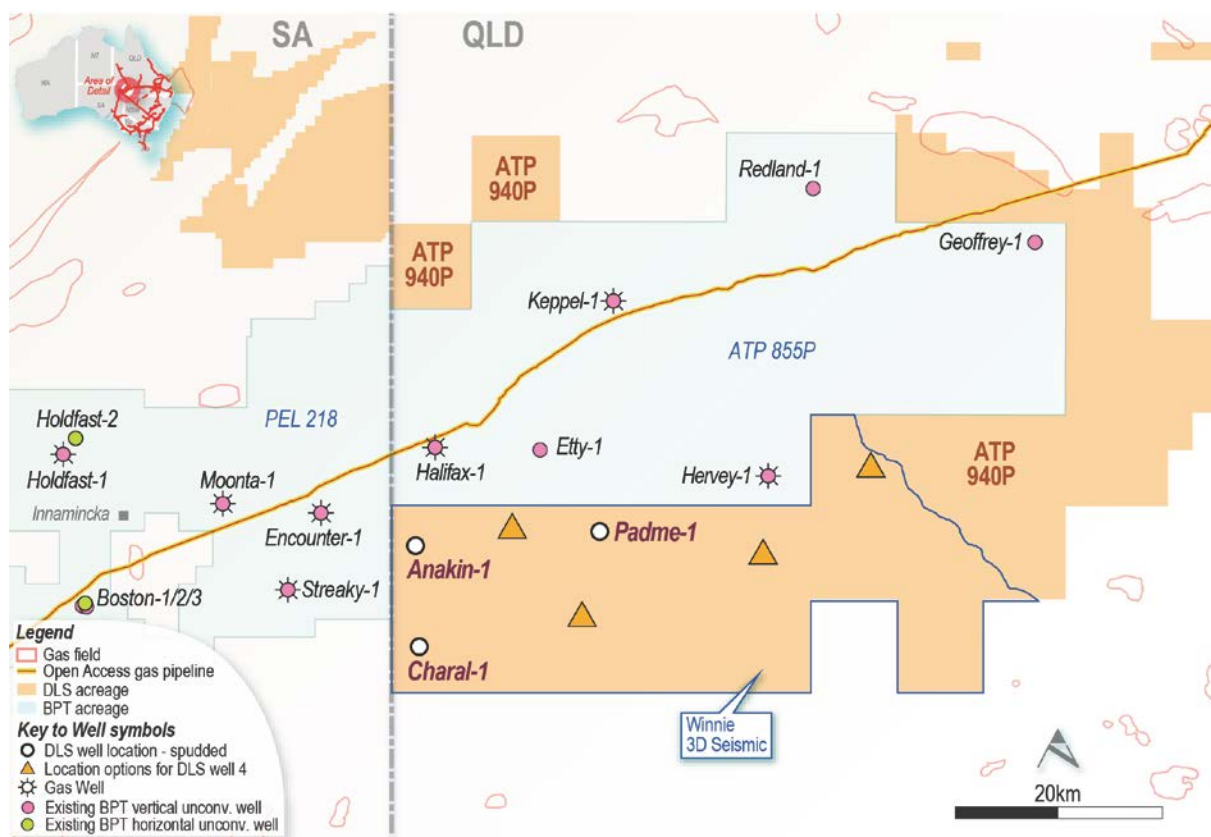 SA
QLD
NT
QLD
WA
SA
Area of
Detail
ATP
940P
Redland-1
ATP
940P
Geoffrey-1
Keppel-1
ATP 855P
Holdfast-2
PEL 218
Holdfast-1
Moonta-1
Halifax-1
Etty-1
Hervey-1
ATP
940P
Innamincka
Encounter-1
Padme-1
Anakin-1
Streaky-1
Boston-1/2/3
Charal-1
Winnie
3D Seismic
20km
Legend
Gas field
Open Access gas pipeline
DLS acreage
BPT acreage
Key to Well symbols
DLS well location - spudded
Location options for DLS well 4
Gas Well
Existing BPT vertical unconv. well
Existing BPT horizontal unconv. well